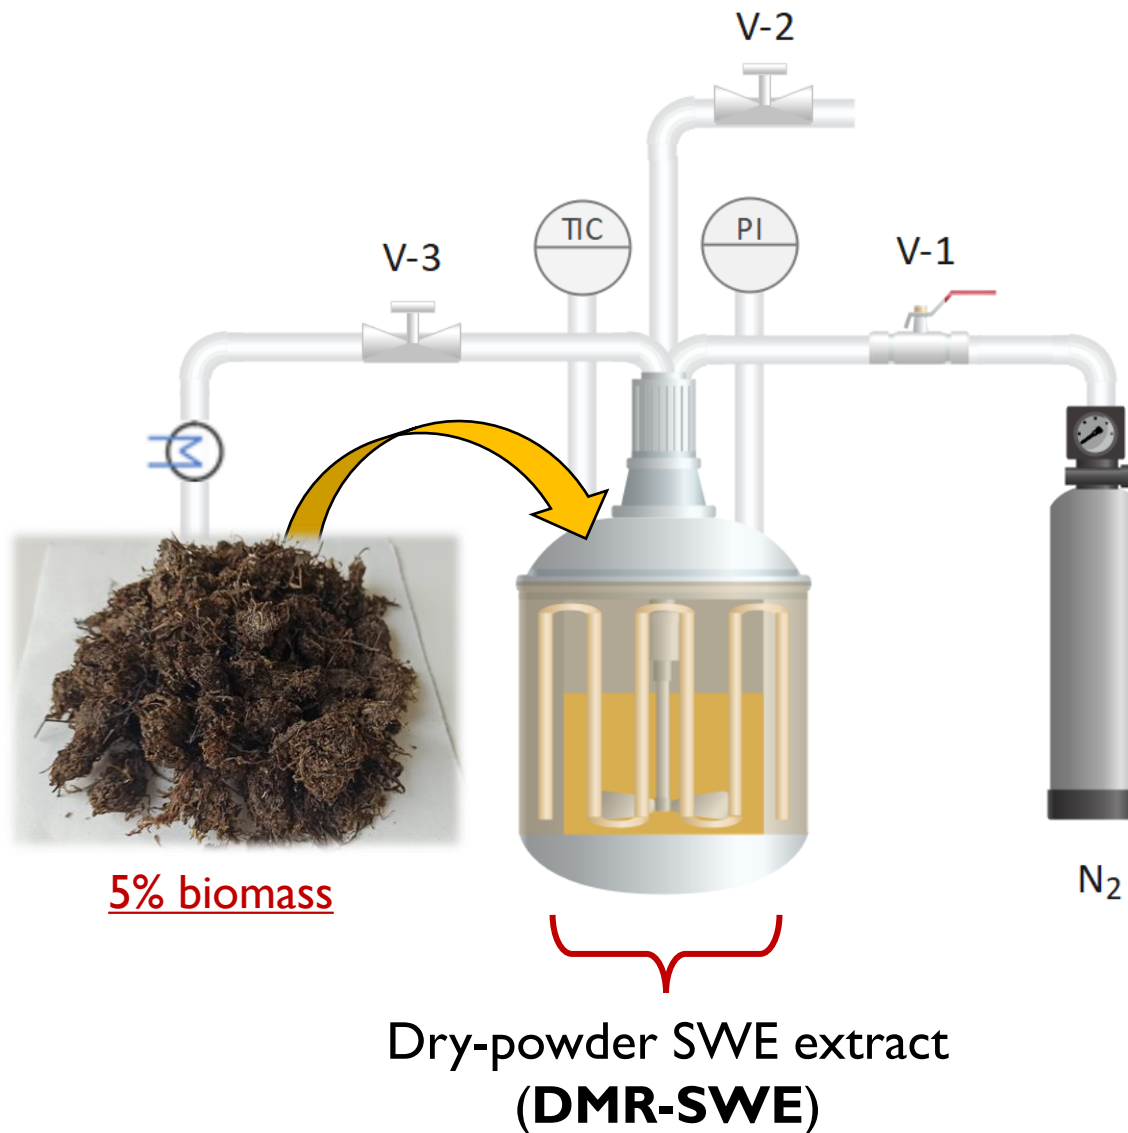 V-2
TIC
PI
V-3
V-1
5% biomass
N₂
Dry-powder SWE extract
(DMR-SWE)